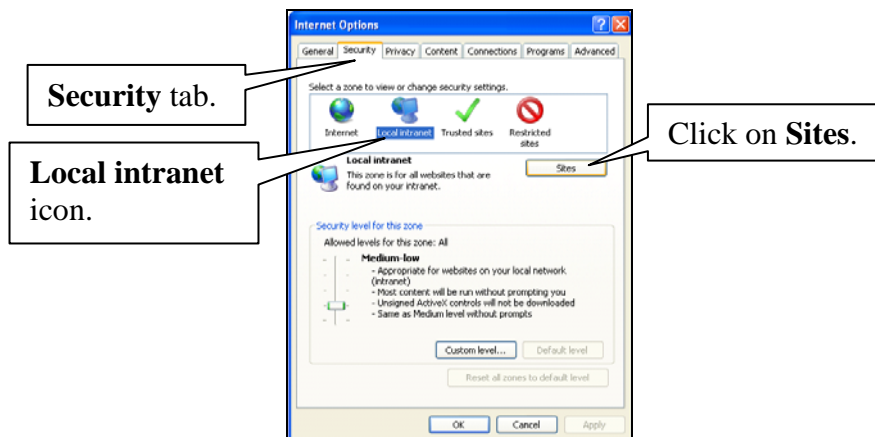 Internet Options
General Security Privacy Content Connections Programs Advanced
Security tab.
Select a zone to view or change security settings.
Internet Local intranet Trusted sites Restricted
sites
Click on Sites.
Local intranet
icon.
Local intranet
This zone is for all websites that are
found on your intranet.
Sites
Security level for this zone
Allowed levels for this zone: All
Medium-low
- Appropriate for websites on your local network
(intranet)
- Most content will be run without prompting you
- Unsigned ActiveX controls will not be downloaded
- Same as Medium level without prompts
Custom level... Default level
Reset all zones to default level
OK Cancel Apply